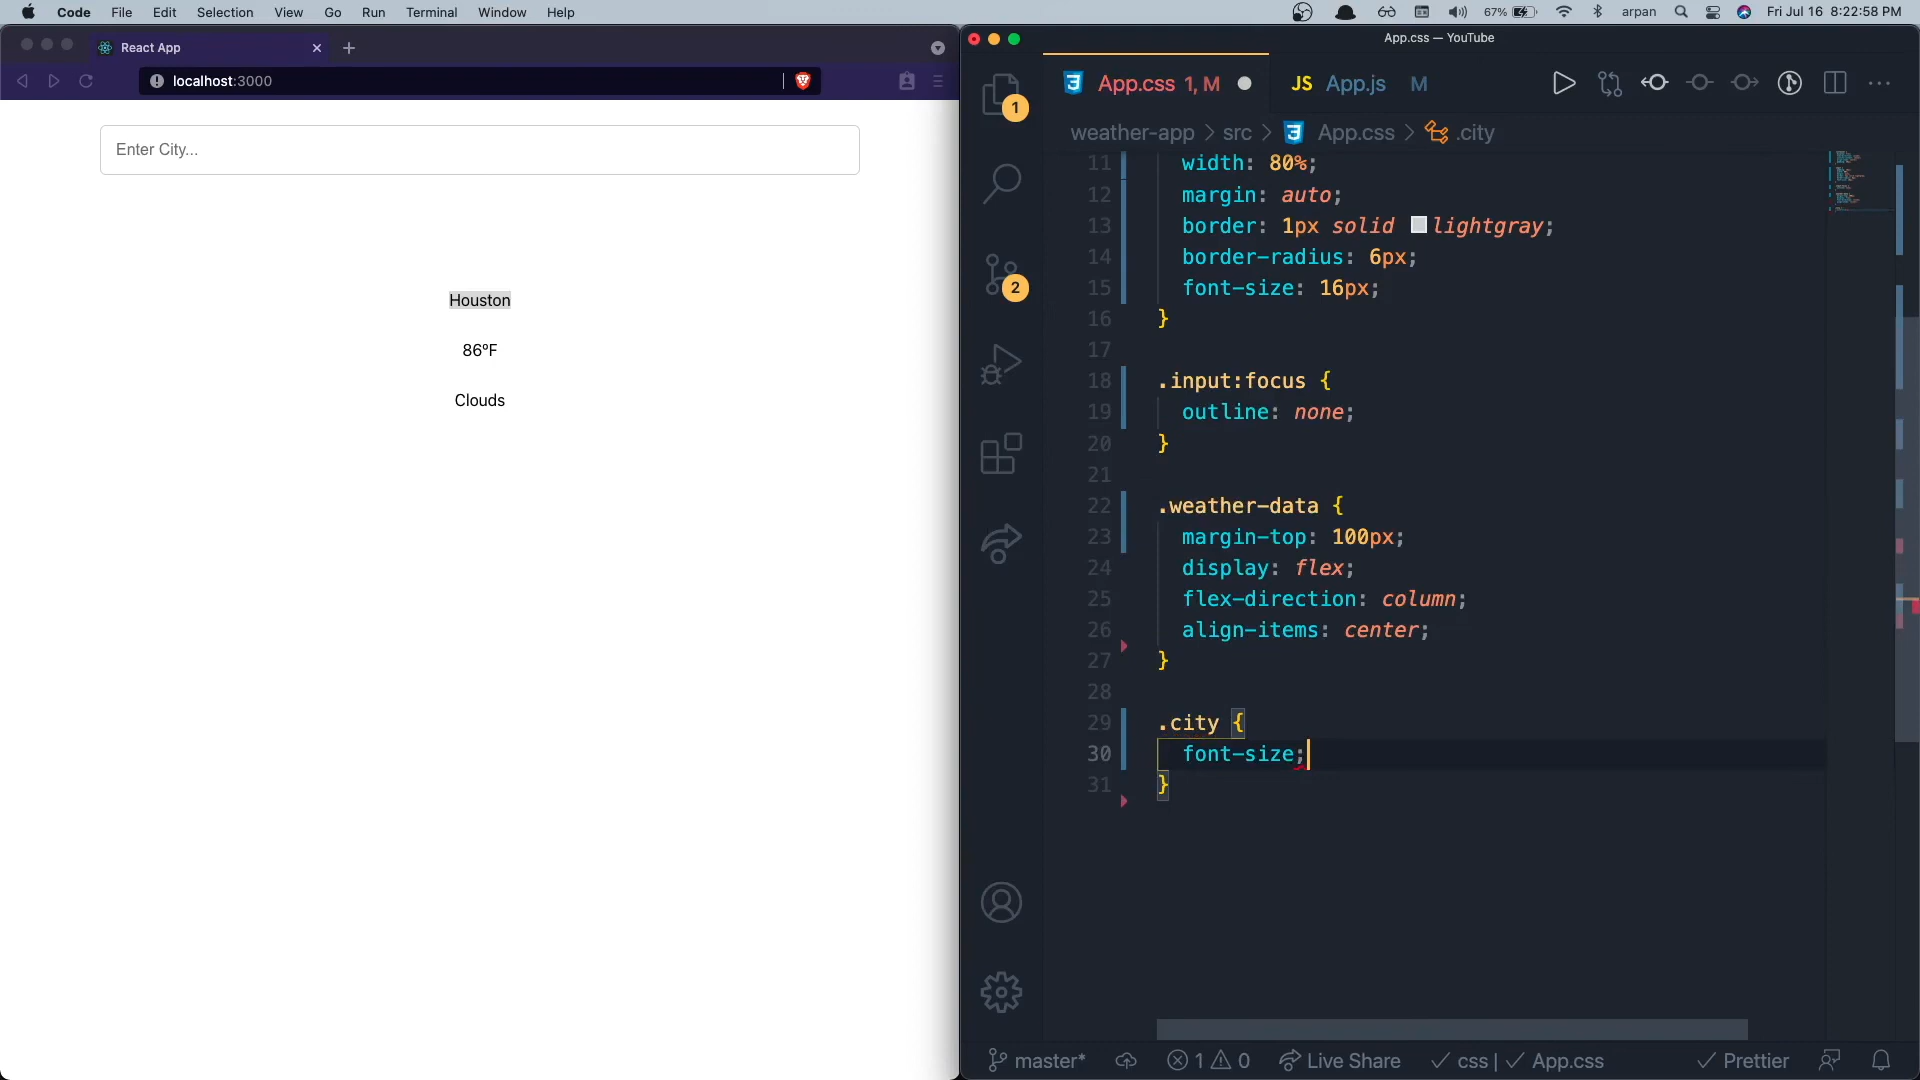 Code File Edit Selection View Go Run Terminal Window Help 67% arpan Fri Jul 16 8:22:58 PM
React App
localhost:3000
Enter City...
Houston
86°F
Clouds
App.css — YouTube
App.css 1, M JS App.js M
1
weather-app > src > App.css > .city
11 width: 80%;
12 margin: auto;
13 border: 1px solid lightgray;
14 border-radius: 6px;
15 font-size: 16px;
2
16 }
17
18 .input:focus {
19 outline: none;
20 }
21
22 .weather-data {
23 margin-top: 100px;
24 display: flex;
25 flex-direction: column;
26 align-items: center;
27 }
28
29 .city {
30 font-size;
31 }
master* 1 0 Live Share css | App.css Prettier